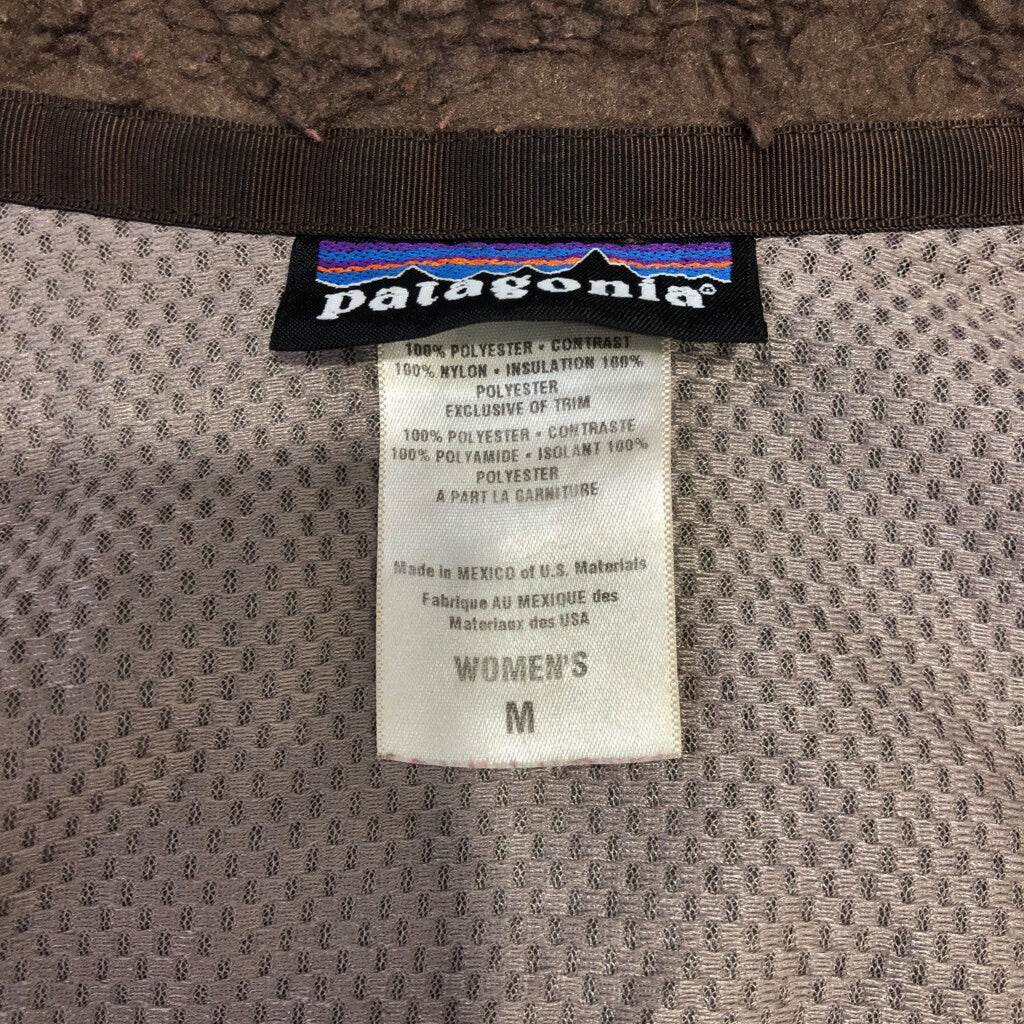 patagonia®
100% POLYESTER • CONTRAST
100% NYLON • INSULATION 100%
POLYESTER
EXCLUSIVE OF TRIM
100% POLYESTER • CONTRASTE
100% POLYAMIDE • ISOLANT 100%
POLYESTER
A PART LA GARNITURE
Made in MEXICO of U.S. Materials
Fabrique AU MEXIQUE des
Materiaux des USA
WOMEN'S
M